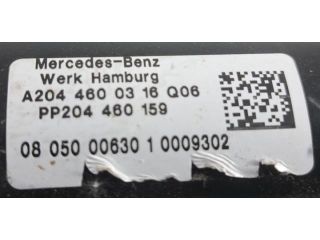 Mercedes-Benz
Werk Hamburg
A204 460 03 16 Q06
PP204 460 159
08 050 00630 1 0009302